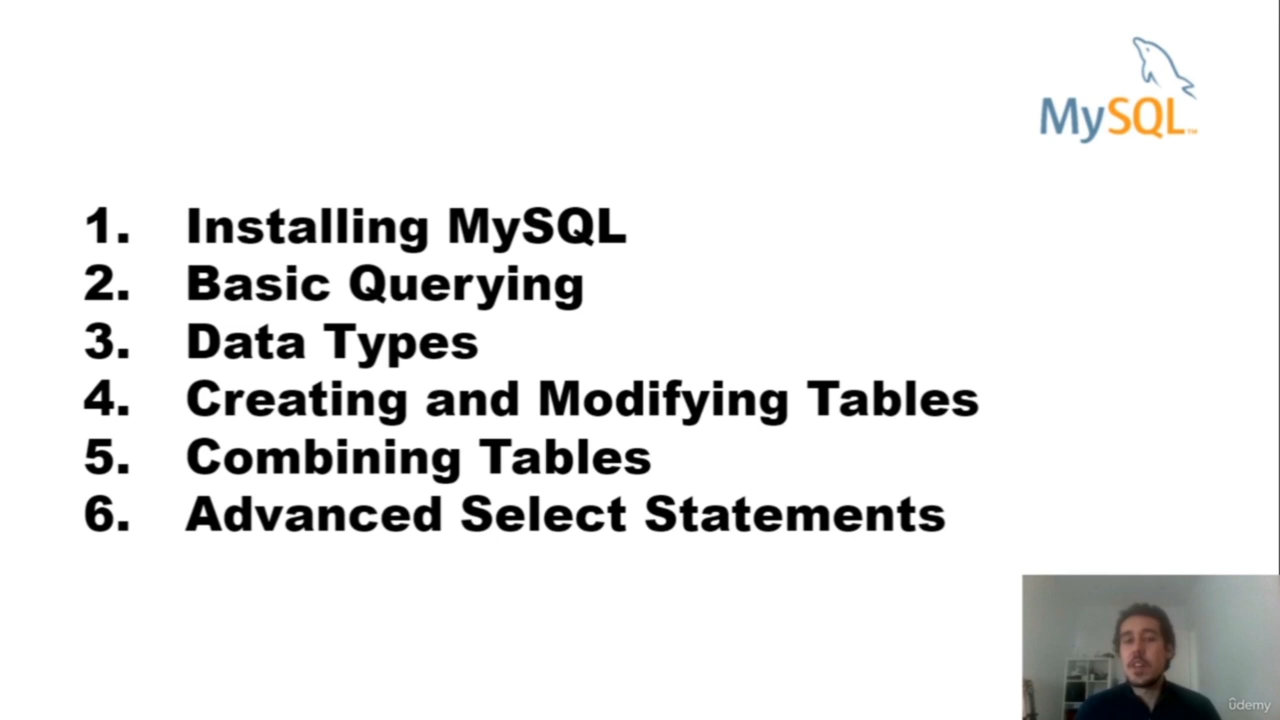 MySQL™
1. Installing MySQL
2. Basic Querying
3. Data Types
4. Creating and Modifying Tables
5. Combining Tables
6. Advanced Select Statements
ûdemy